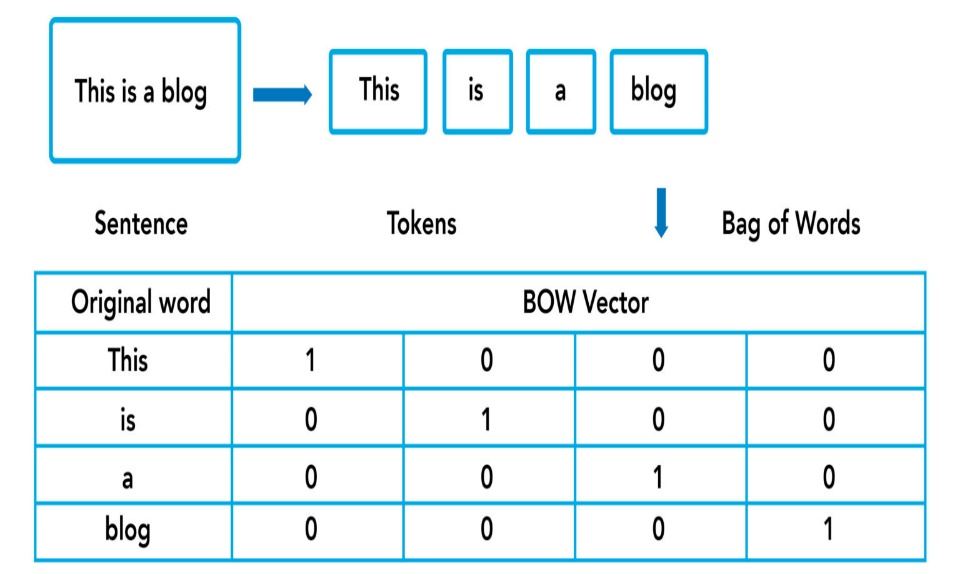 This is a blog
This is a blog
Sentence Tokens Bag of Words
Original word BOW Vector
This 1 0 0 0
is 0 1 0 0
a 0 0 1 0
blog 0 0 0 1